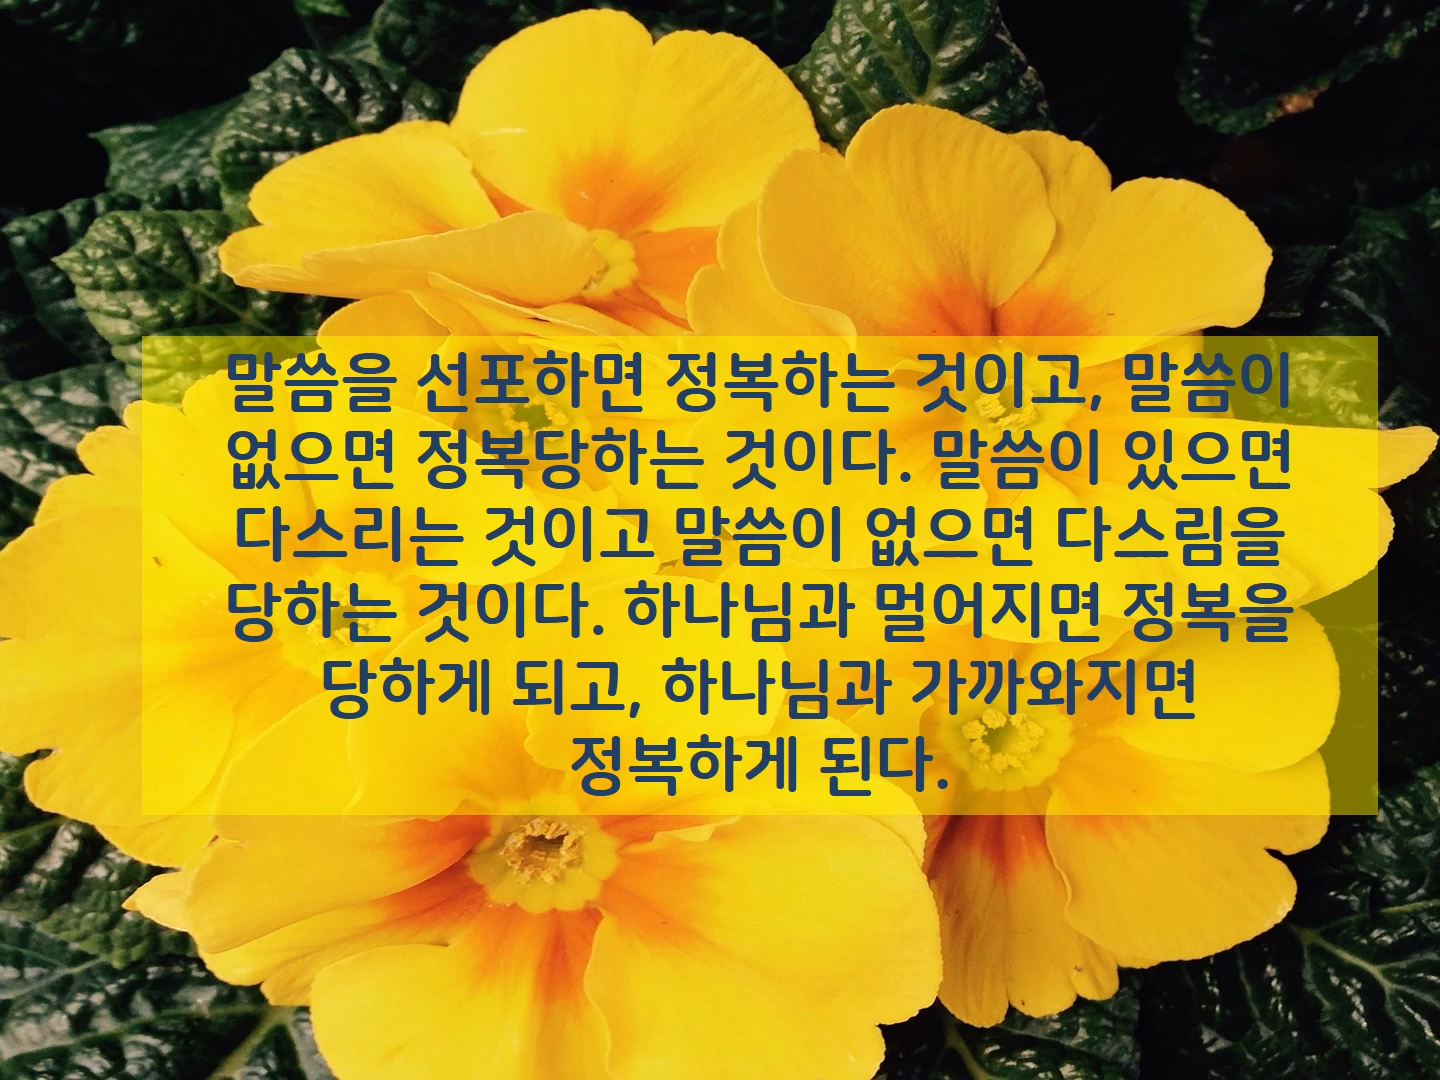 말씀을 선포하면 정복하는 것이고, 말씀이
없으면 정복당하는 것이다. 말씀이 있으면
다스리는 것이고 말씀이 없으면 다스림을
당하는 것이다. 하나님과 멀어지면 정복을
당하게 되고, 하나님과 가까와지면
정복하게 된다.